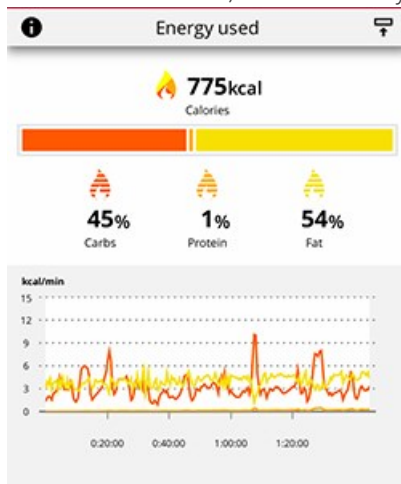 Energy used
775kcal
Calories
45% 1% 54%
Carbs Protein Fat
kcal/min
15
12
9
6
3
0
0:20:00 0:40:00 1:00:00 1:20:00